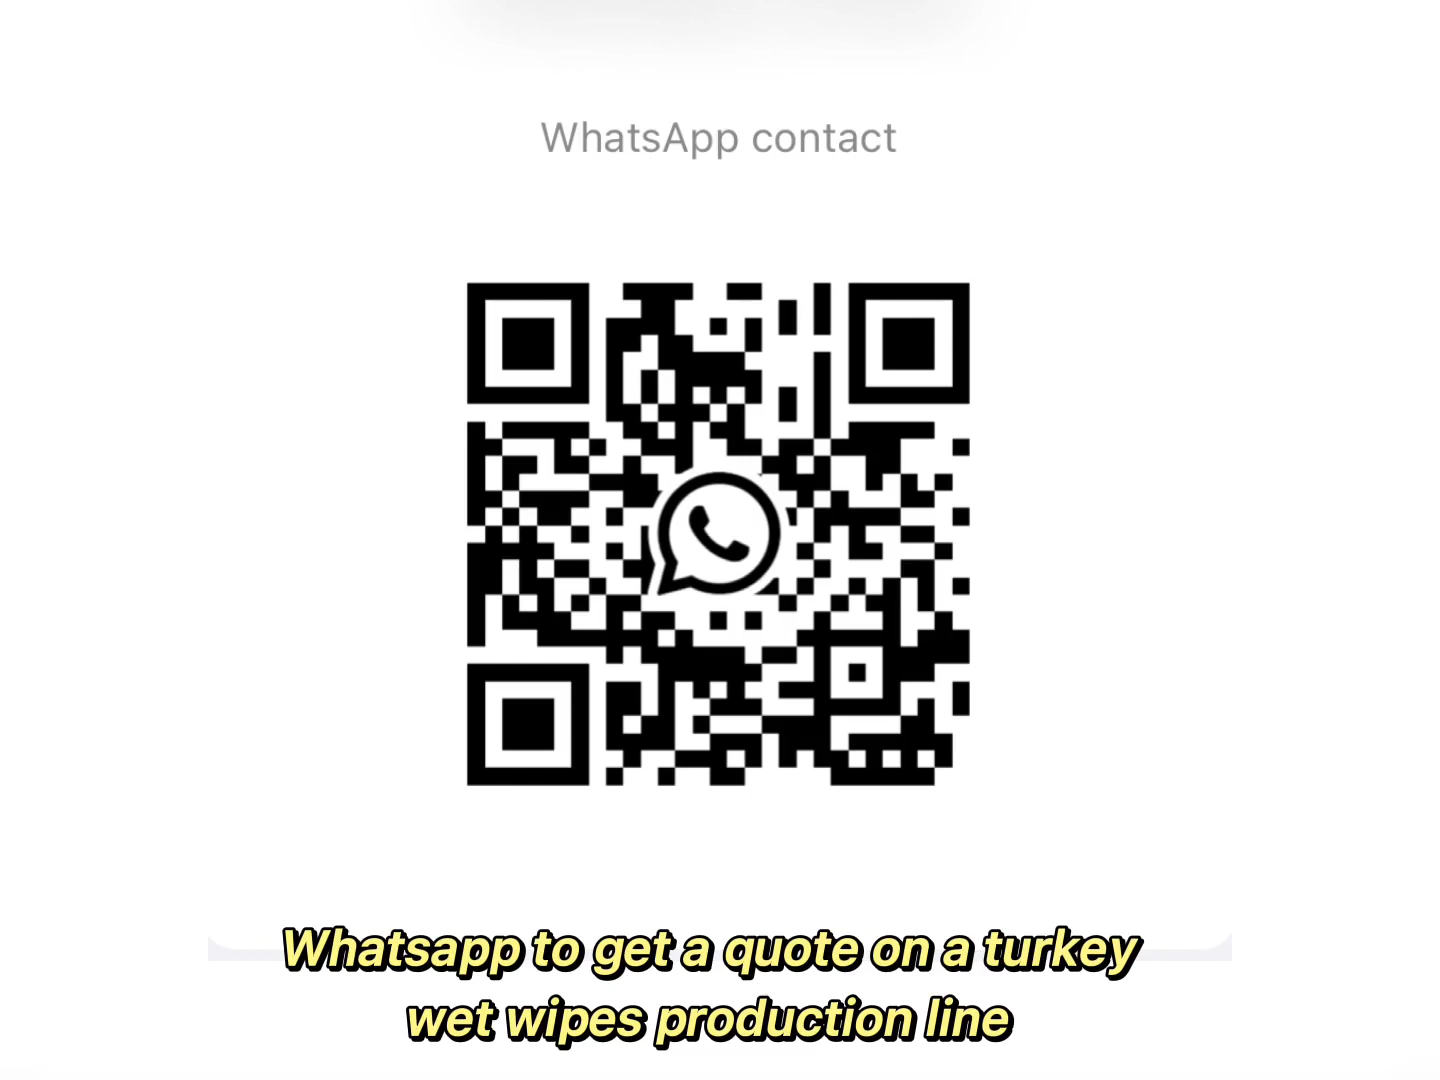 WhatsApp contact
Whatsapp to get a quote on a turkey
wet wipes production line